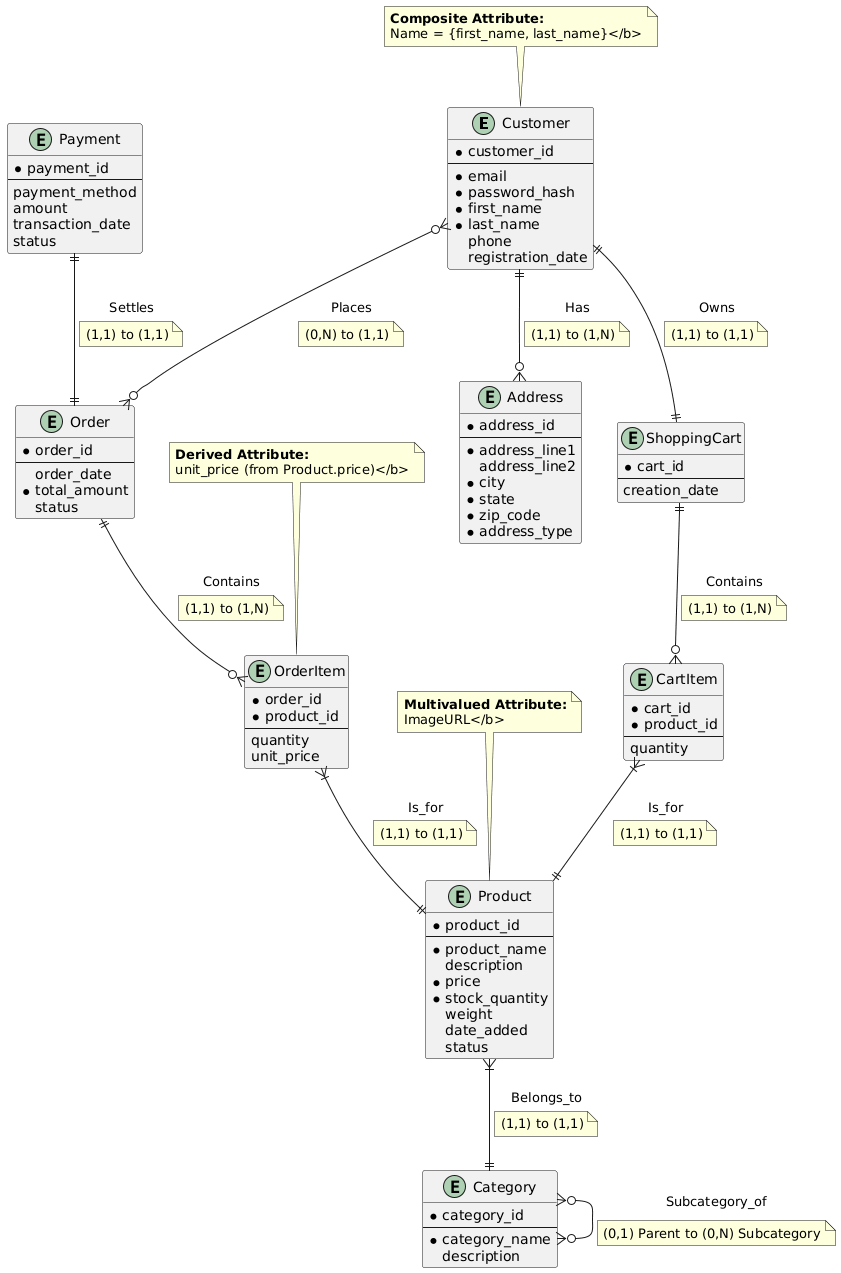 Composite Attribute:
Name = {first_name, last_name}</b>
E Customer
* customer_id
* email
* password_hash
* first_name
* last_name
phone
registration_date
E Payment
* payment_id
payment_method
amount
transaction_date
status
Settles
(1,1) to (1,1)
Places
(0,N) to (1,1)
Has
(1,1) to (1,N)
Owns
(1,1) to (1,1)
E Order
* order_id
order_date
* total_amount
status
Derived Attribute:
unit_price (from Product.price)</b>
E Address
* address_id
* address_line1
address_line2
* city
* state
* zip_code
* address_type
E ShoppingCart
* cart_id
creation_date
Contains
(1,1) to (1,N)
Contains
(1,1) to (1,N)
E OrderItem
* order_id
* product_id
quantity
unit_price
Multivalued Attribute:
ImageURL</b>
E CartItem
* cart_id
* product_id
quantity
Is_for
(1,1) to (1,1)
Is_for
(1,1) to (1,1)
E Product
* product_id
* product_name
description
* price
* stock_quantity
weight
date_added
status
Belongs_to
(1,1) to (1,1)
E Category
* category_id
* category_name
description
Subcategory_of
(0,1) Parent to (0,N) Subcategory